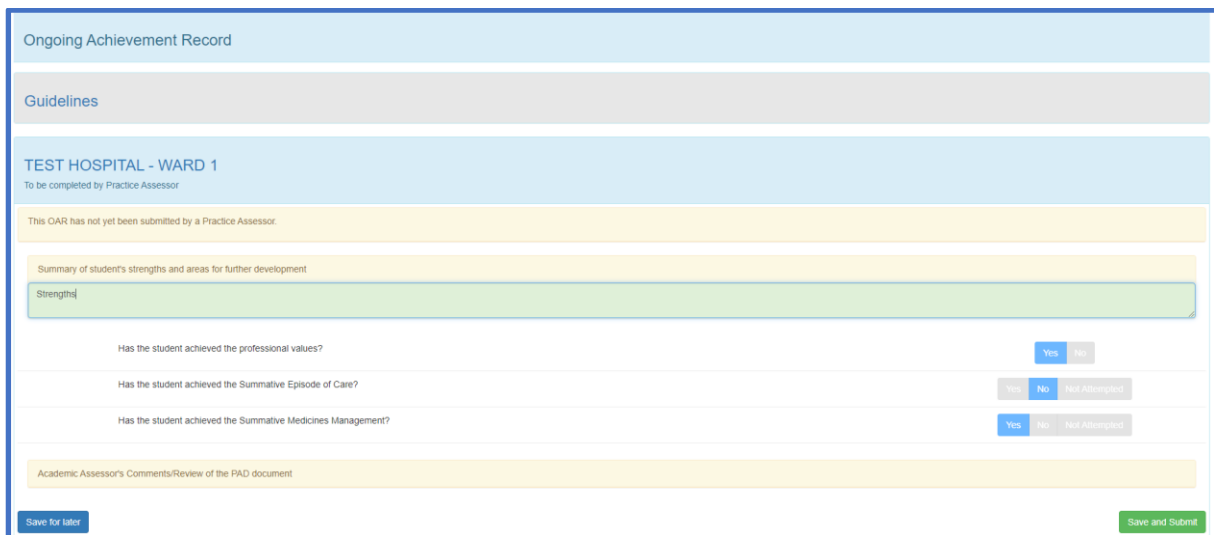 Ongoing Achievement Record
Guidelines
TEST HOSPITAL - WARD 1
To be completed by Practice Assessor
This OAR has not yet been submitted by a Practice Assessor.
Summary of student's strengths and areas for further development
Strengths
Has the student achieved the professional values? Yes No
Has the student achieved the Summative Episode of Care? Yes No Not Attempted
Has the student achieved the Summative Medicines Management? Yes No Not Attempted
Academic Assessor's Comments/Review of the PAD document
Save for later Save and Submit